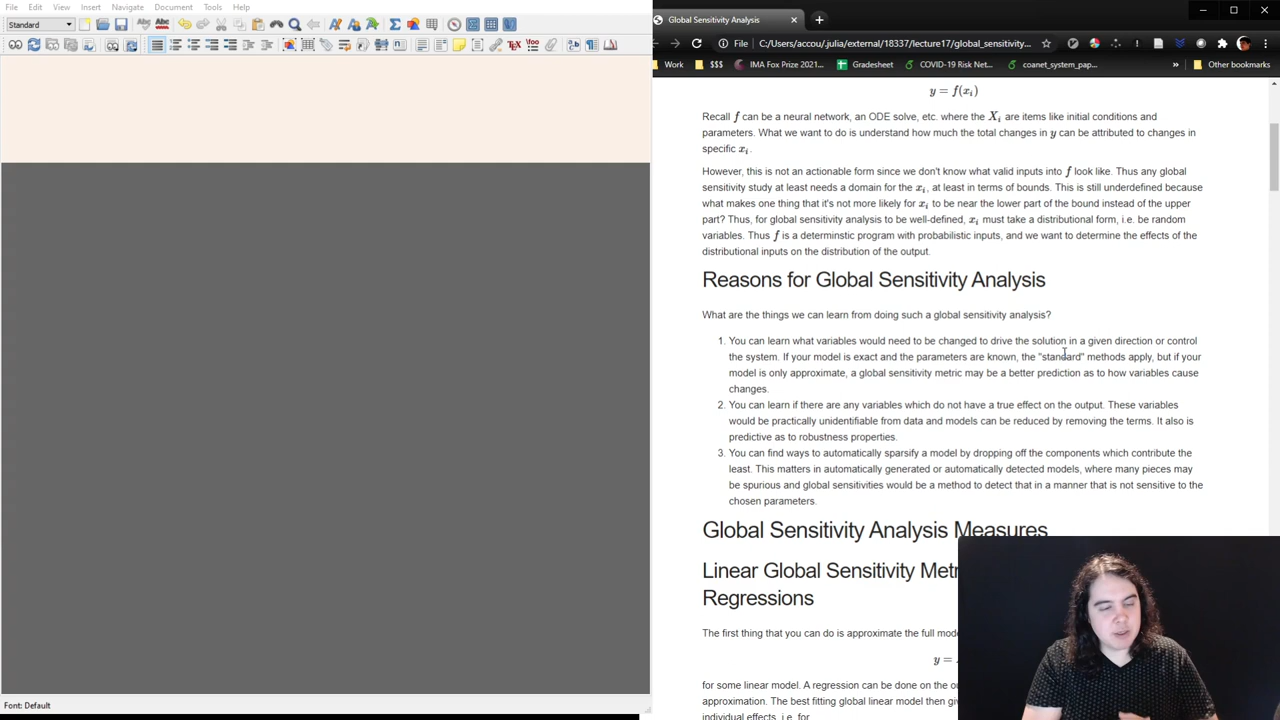 File Edit View Insert Navigate Document Tools Help
Standard
Font: Default
Global Sensitivity Analysis
File C:/Users/accou/.julia/external/18337/lecture17/global_sensitivity...
Work $$$ IMA Fox Prize 2021... Gradesheet COVID-19 Risk Net... coanet_system_pap... » Other bookmarks
y = f(x_i)
Recall f can be a neural network, an ODE solve, etc. where the X_i are items like initial conditions and
parameters. What we want to do is understand how much the total changes in y can be attributed to changes in
specific x_i.
However, this is not an actionable form since we don't know what valid inputs into f look like. Thus any global
sensitivity study at least needs a domain for the x_i, at least in terms of bounds. This is still underdefined because
what makes one thing that it's not more likely for x_i to be near the lower part of the bound instead of the upper
part? Thus, for global sensitivity analysis to be well-defined, x_i must take a distributional form, i.e. be random
variables. Thus f is a determinstic program with probabilistic inputs, and we want to determine the effects of the
distributional inputs on the distribution of the output.
Reasons for Global Sensitivity Analysis
What are the things we can learn from doing such a global sensitivity analysis?
1. You can learn what variables would need to be changed to drive the solution in a given direction or control
the system. If your model is exact and the parameters are known, the "standard" methods apply, but if your
model is only approximate, a global sensitivity metric may be a better prediction as to how variables cause
changes.
2. You can learn if there are any variables which do not have a true effect on the output. These variables
would be practically unidentifiable from data and models can be reduced by removing the terms. It also is
predictive as to robustness properties.
3. You can find ways to automatically sparsify a model by dropping off the components which contribute the
least. This matters in automatically generated or automatically detected models, where many pieces may
be spurious and global sensitivities would be a method to detect that in a manner that is not sensitive to the
chosen parameters.
Global Sensitivity Analysis Measures
Linear Global Sensitivity Metr
Regressions
The first thing that you can do is approximate the full mod
y =
for some linear model. A regression can be done on the o
approximation. The best fitting global linear model then gi
individual effects, i.e. for